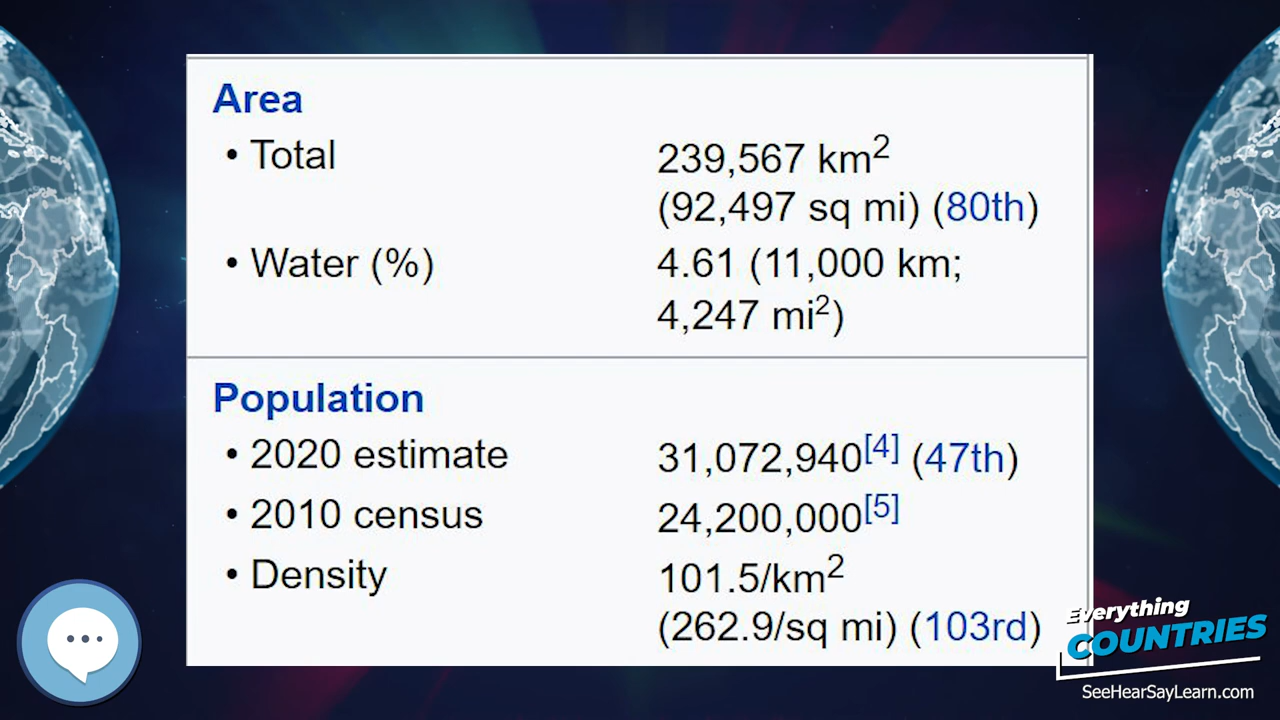 Area
• Total 239,567 km²
(92,497 sq mi) (80th)
• Water (%) 4.61 (11,000 km;
4,247 mi²)
Population
• 2020 estimate 31,072,940[4] (47th)
• 2010 census 24,200,000[5]
• Density 101.5/km²
(262.9/sq mi) (103rd)
Everything
COUNTRIES
SeeHearSayLearn.com